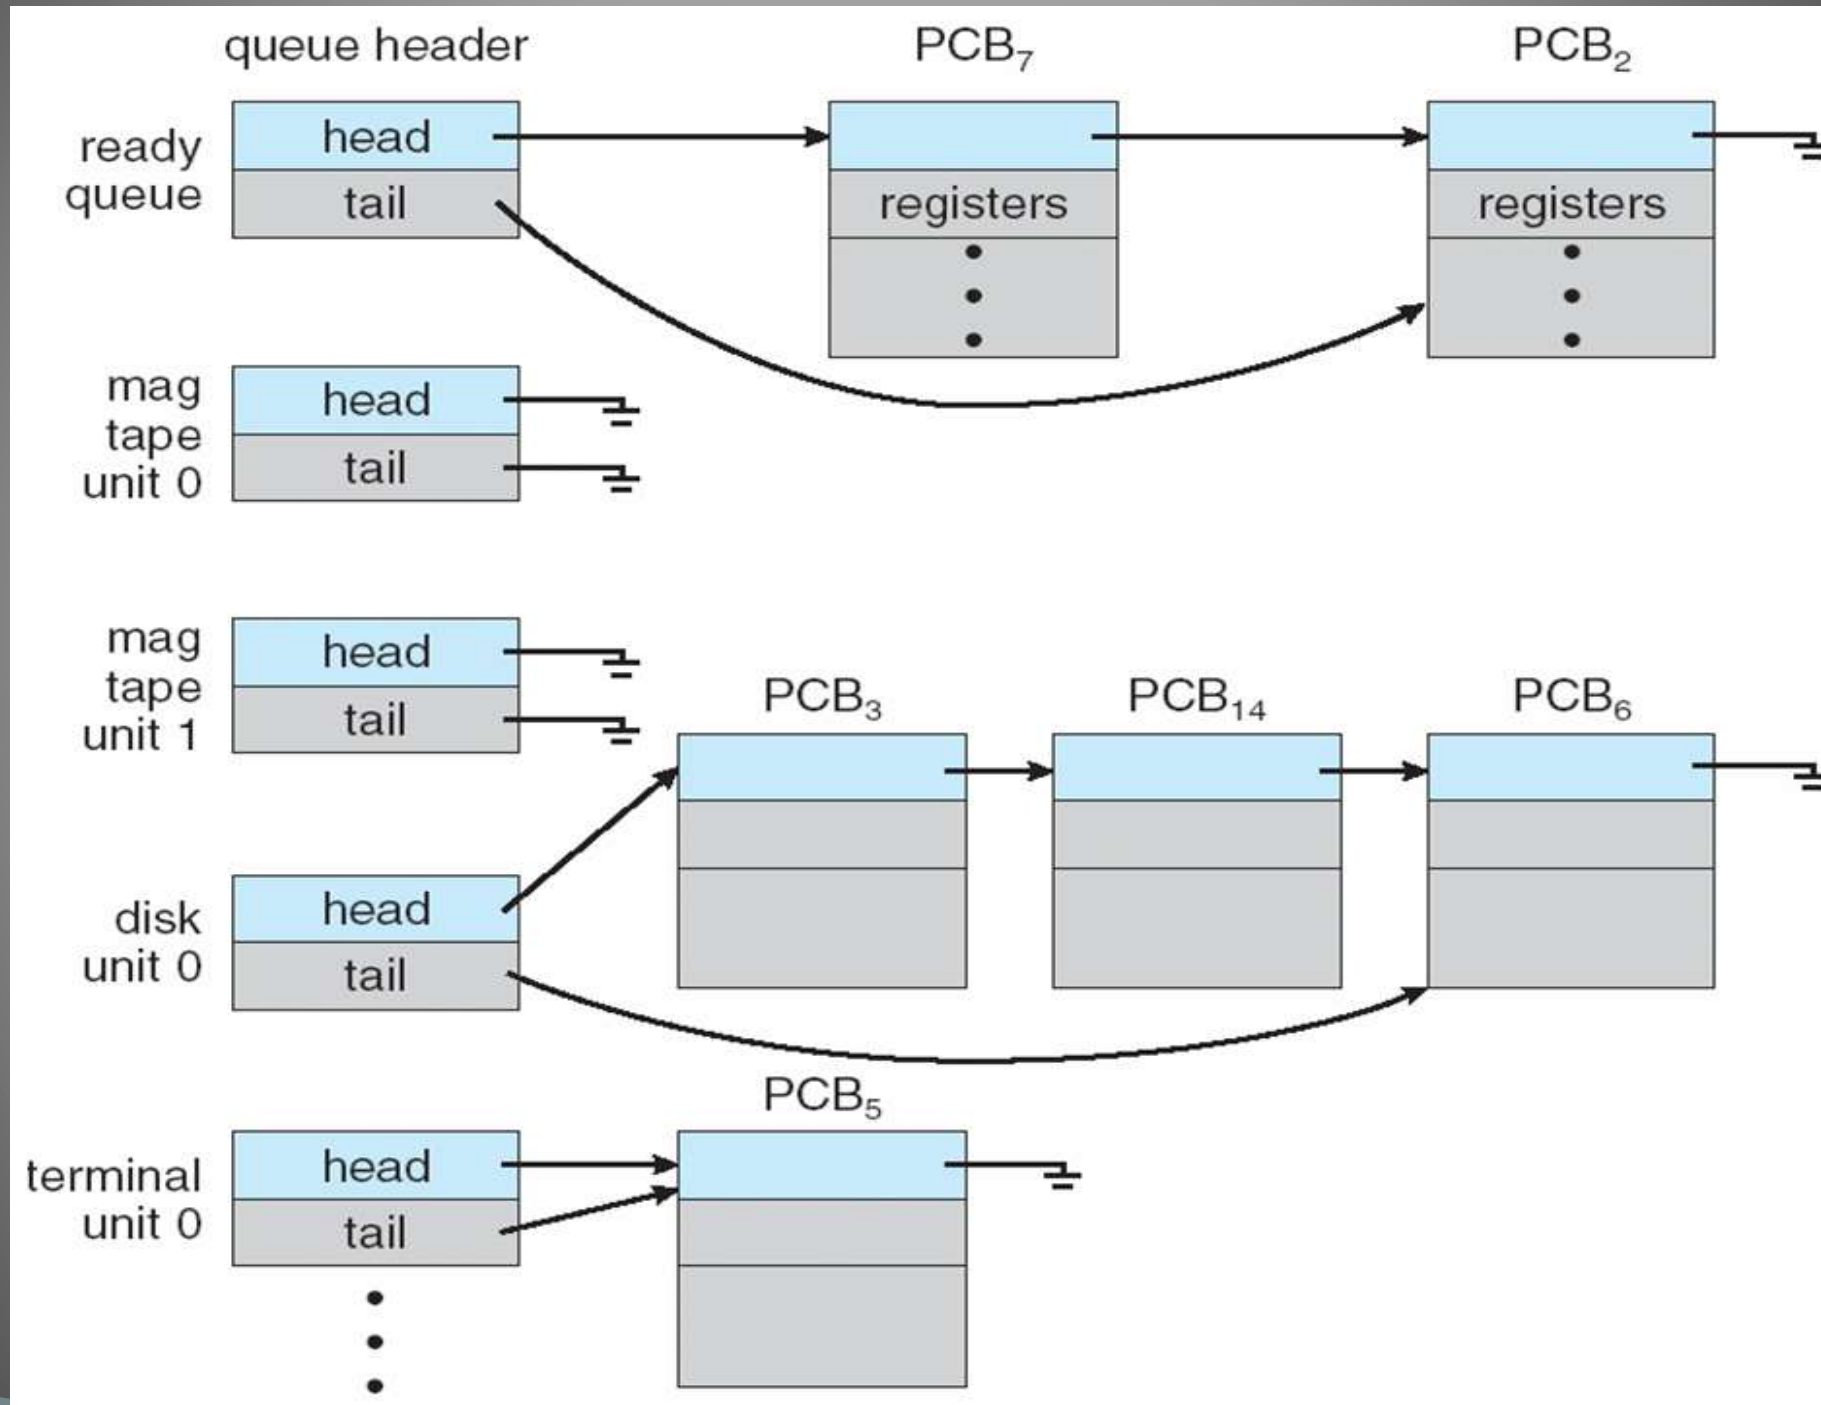 queue header
PCB₇
PCB₂
ready
queue
head
tail
registers
registers
mag
tape
unit 0
head
tail
mag
tape
unit 1
head
tail
PCB₃
PCB₁₄
PCB₆
disk
unit 0
head
tail
PCB₅
terminal
unit 0
head
tail